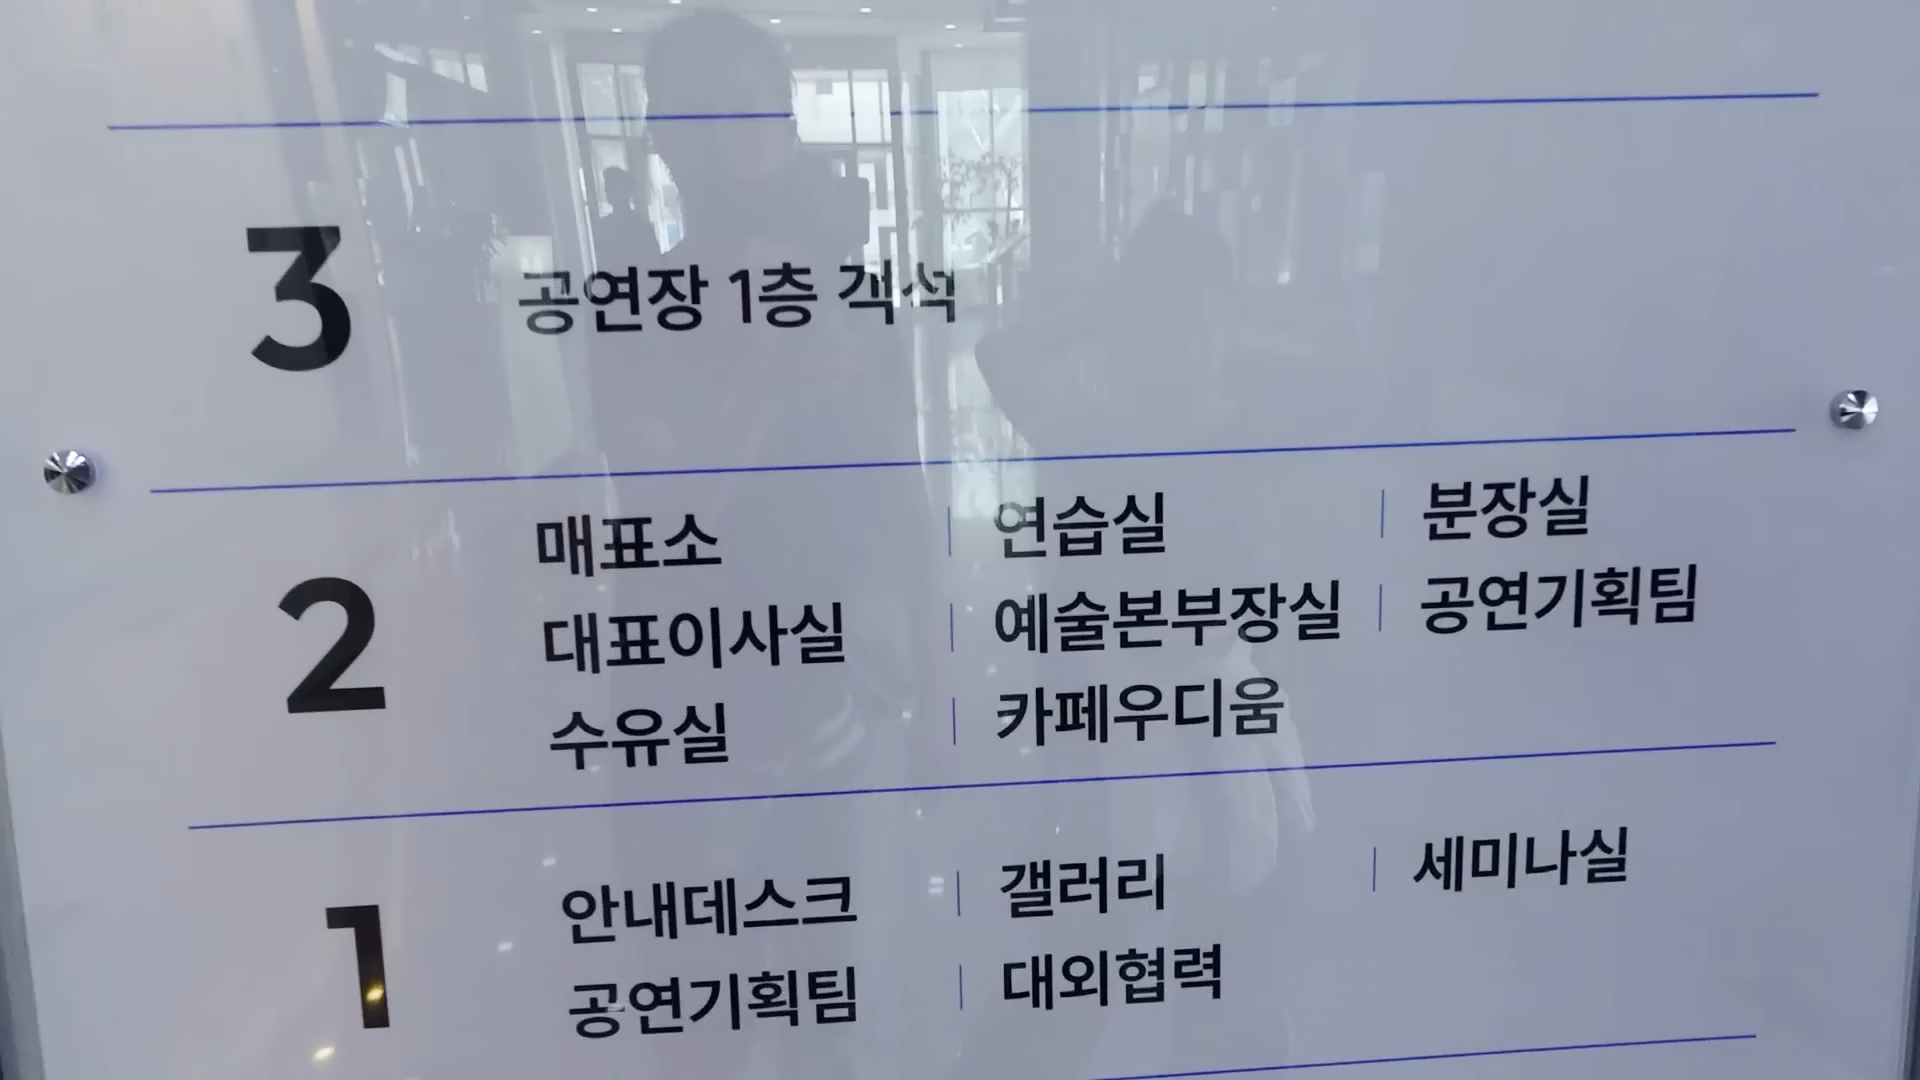 3 공연장 1층 객석
2 매표소 | 연습실 | 분장실
대표이사실 | 예술본부장실 | 공연기획팀
수유실 | 카페우디움
1 안내데스크 | 갤러리 | 세미나실
공연기획팀 | 대외협력